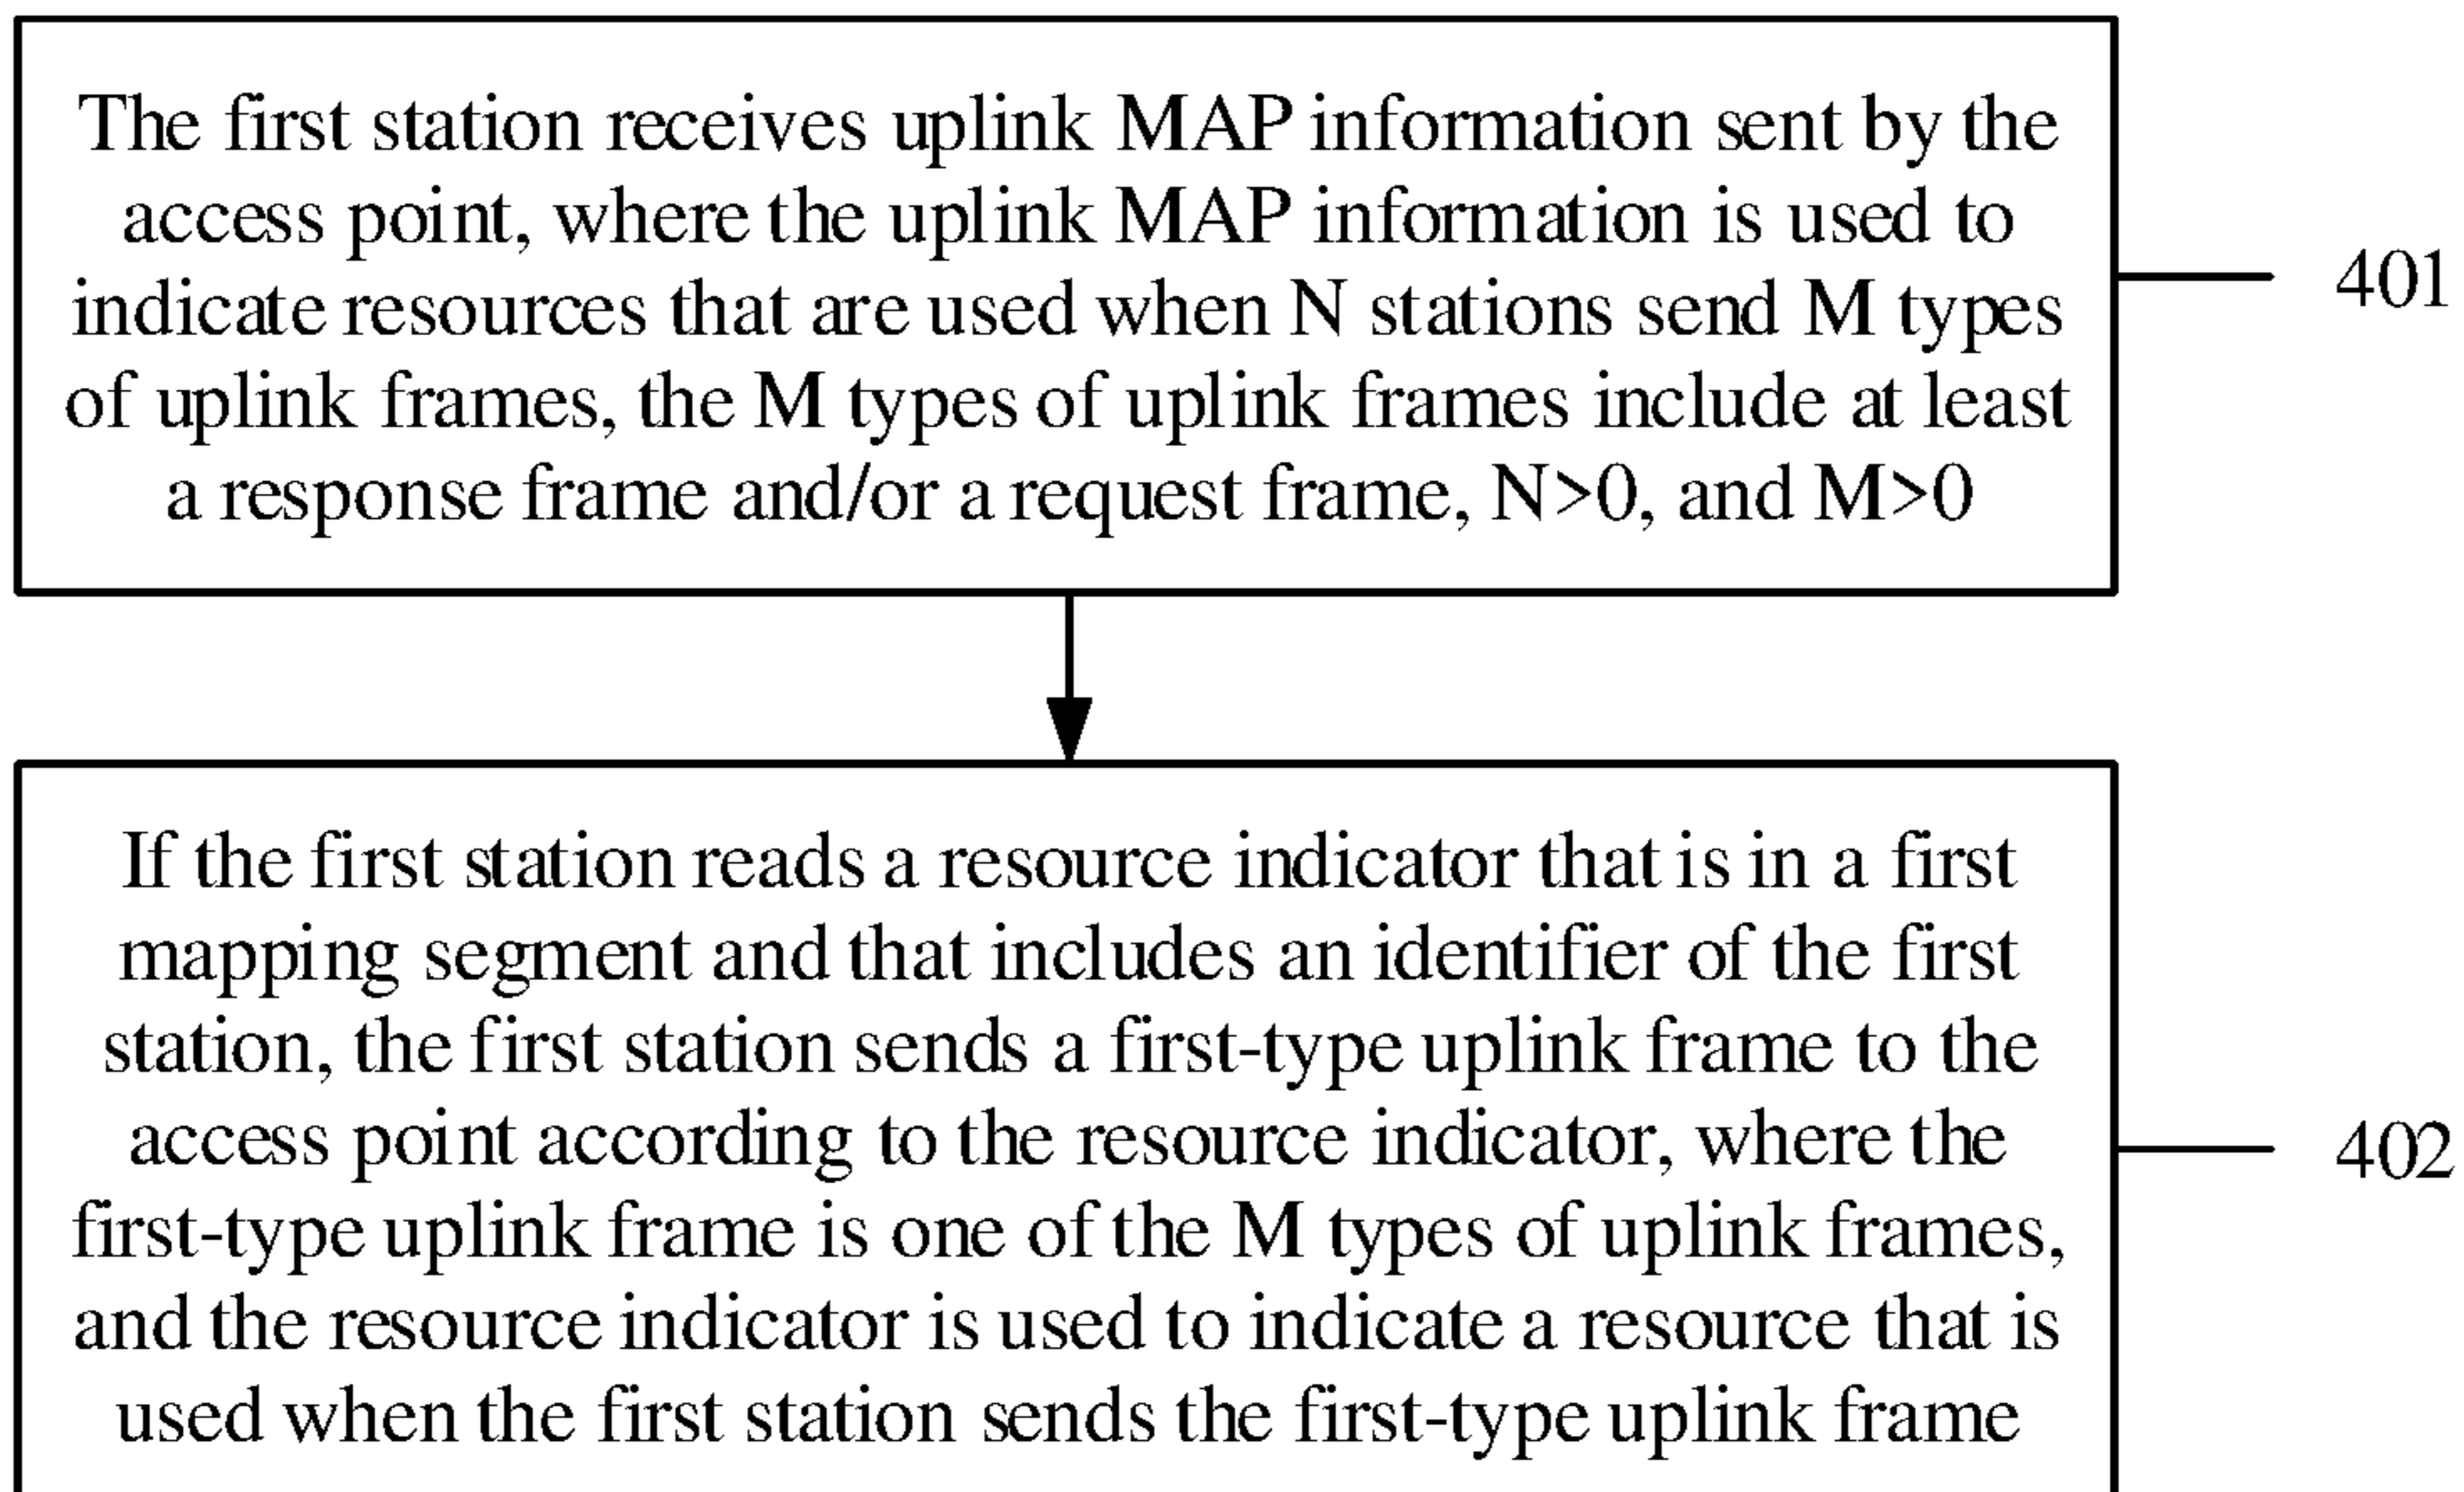 The first station receives uplink MAP information sent by the
access point, where the uplink MAP information is used to
indicate resources that are used when N stations send M types
of uplink frames, the M types of uplink frames include at least
a response frame and/or a request frame, N>0, and M>0
401
If the first station reads a resource indicator that is in a first
mapping segment and that includes an identifier of the first
station, the first station sends a first-type uplink frame to the
access point according to the resource indicator, where the
first-type uplink frame is one of the M types of uplink frames,
and the resource indicator is used to indicate a resource that is
used when the first station sends the first-type uplink frame
402